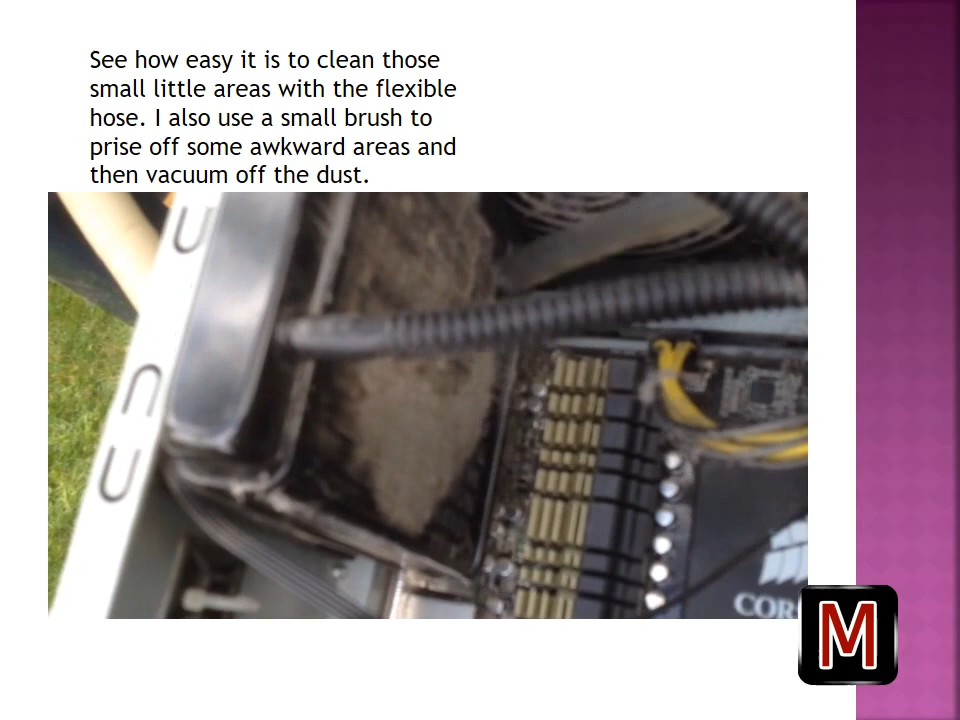 See how easy it is to clean those
small little areas with the flexible
hose. I also use a small brush to
prise off some awkward areas and
then vacuum off the dust.
COR
M